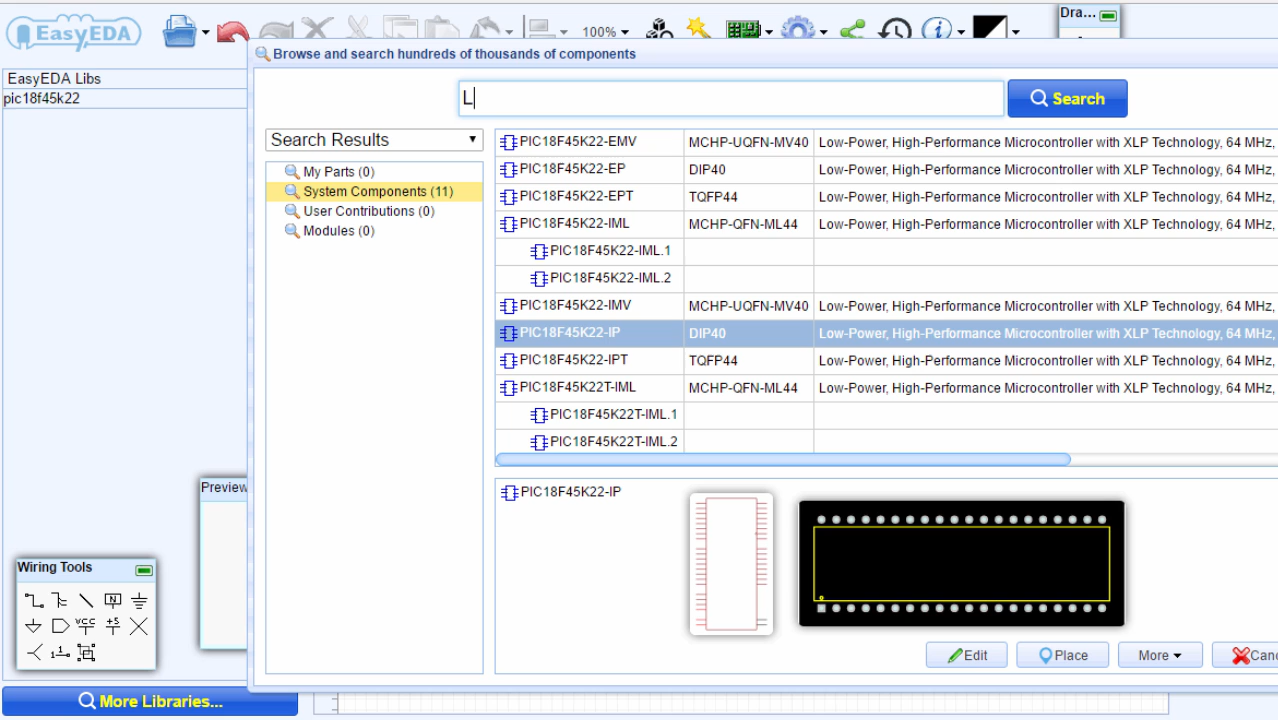 EasyEDA
100%
Dra...
EasyEDA Libs
pic18f45k22
Browse and search hundreds of thousands of components
L
Search
Search Results
My Parts (0)
System Components (11)
User Contributions (0)
Modules (0)
PIC18F45K22-EMV MCHP-UQFN-MV40 Low-Power, High-Performance Microcontroller with XLP Technology, 64 MHz,
PIC18F45K22-EP DIP40 Low-Power, High-Performance Microcontroller with XLP Technology, 64 MHz,
PIC18F45K22-EPT TQFP44 Low-Power, High-Performance Microcontroller with XLP Technology, 64 MHz,
PIC18F45K22-IML MCHP-QFN-ML44 Low-Power, High-Performance Microcontroller with XLP Technology, 64 MHz,
PIC18F45K22-IML.1
PIC18F45K22-IML.2
PIC18F45K22-IMV MCHP-UQFN-MV40 Low-Power, High-Performance Microcontroller with XLP Technology, 64 MHz,
PIC18F45K22-IP DIP40 Low-Power, High-Performance Microcontroller with XLP Technology, 64 MHz,
PIC18F45K22-IPT TQFP44 Low-Power, High-Performance Microcontroller with XLP Technology, 64 MHz,
PIC18F45K22T-IML MCHP-QFN-ML44 Low-Power, High-Performance Microcontroller with XLP Technology, 64 MHz,
PIC18F45K22T-IML.1
PIC18F45K22T-IML.2
PIC18F45K22-IP
Preview
Wiring Tools
N
VCC +5
Edit
Place
More
Canc
More Libraries...